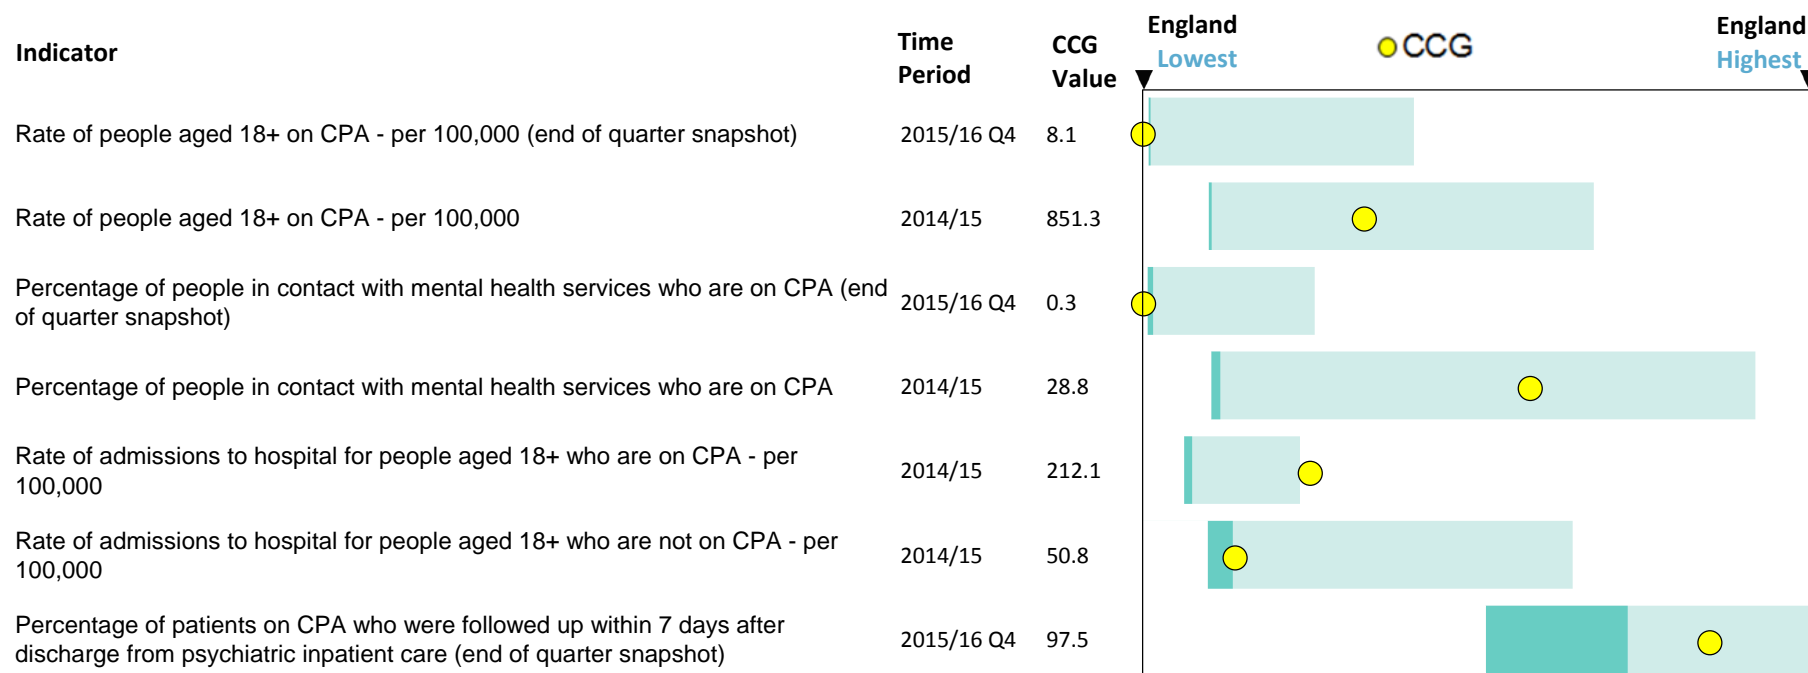 Indicator
Time
Period
CCG
Value
England
Lowest
CCG
England
Highest
Rate of people aged 18+ on CPA - per 100,000 (end of quarter snapshot)
2015/16 Q4
8.1
Rate of people aged 18+ on CPA - per 100,000
2014/15
851.3
Percentage of people in contact with mental health services who are on CPA (end
of quarter snapshot)
2015/16 Q4
0.3
Percentage of people in contact with mental health services who are on CPA
2014/15
28.8
Rate of admissions to hospital for people aged 18+ who are on CPA - per
100,000
2014/15
212.1
Rate of admissions to hospital for people aged 18+ who are not on CPA - per
100,000
2014/15
50.8
Percentage of patients on CPA who were followed up within 7 days after
discharge from psychiatric inpatient care (end of quarter snapshot)
2015/16 Q4
97.5